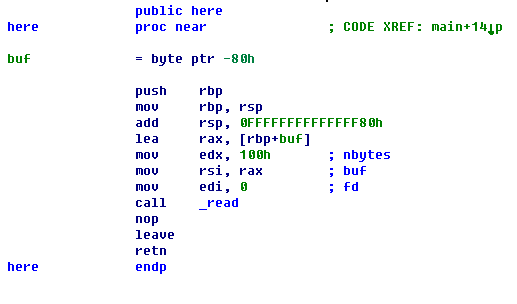 public here
here proc near ; CODE XREF: main+14↓p
buf = byte ptr -80h
push rbp
mov rbp, rsp
add rsp, 0FFFFFFFFFFFFFF80h
lea rax, [rbp+buf]
mov edx, 100h ; nbytes
mov rsi, rax ; buf
mov edi, 0 ; fd
call _read
nop
leave
retn
here endp